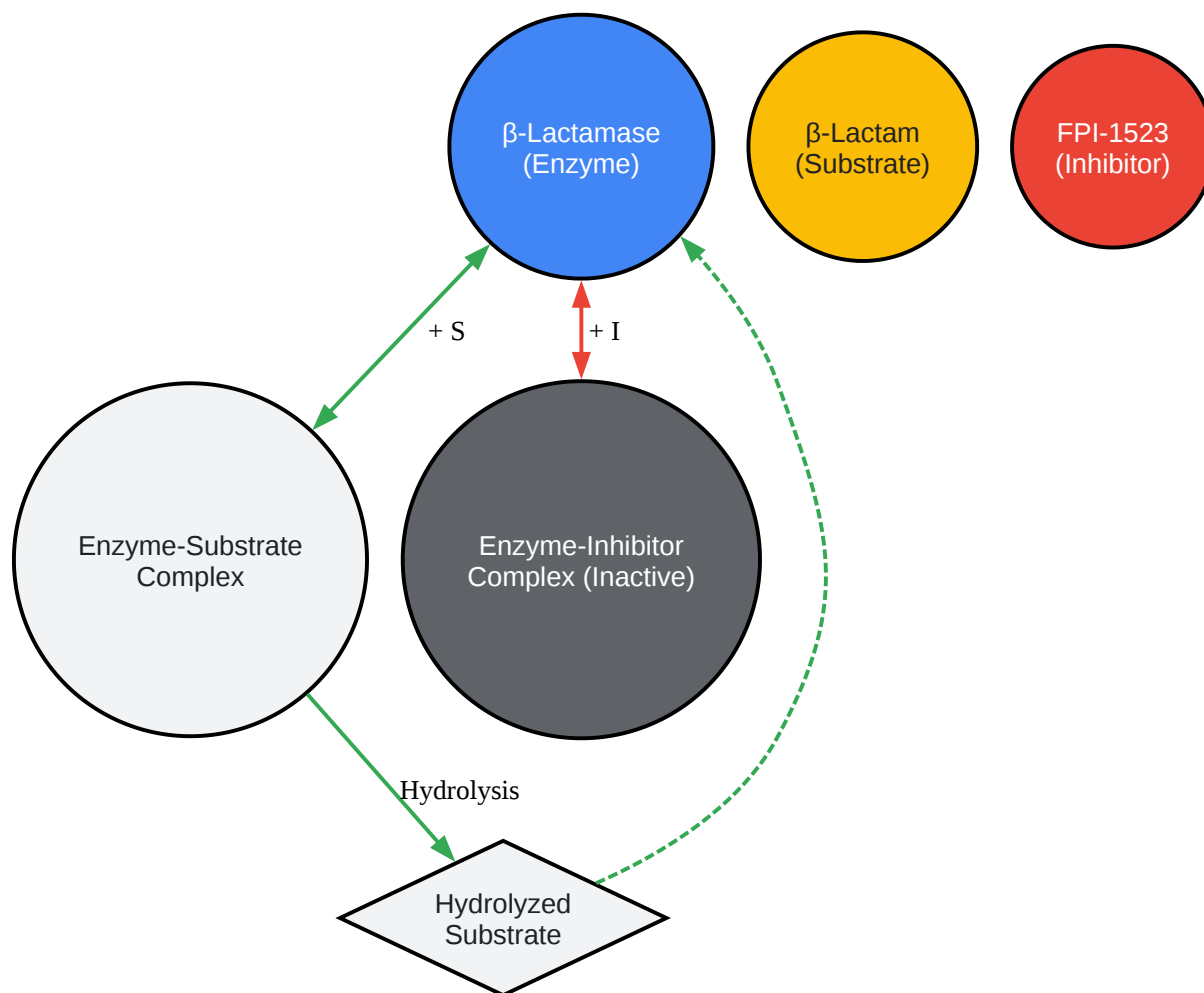 β-Lactamase
(Enzyme)
β-Lactam
(Substrate)
FPI-1523
(Inhibitor)
+ S
+ I
Enzyme-Substrate
Complex
Enzyme-Inhibitor
Complex (Inactive)
Hydrolysis
Hydrolyzed
Substrate